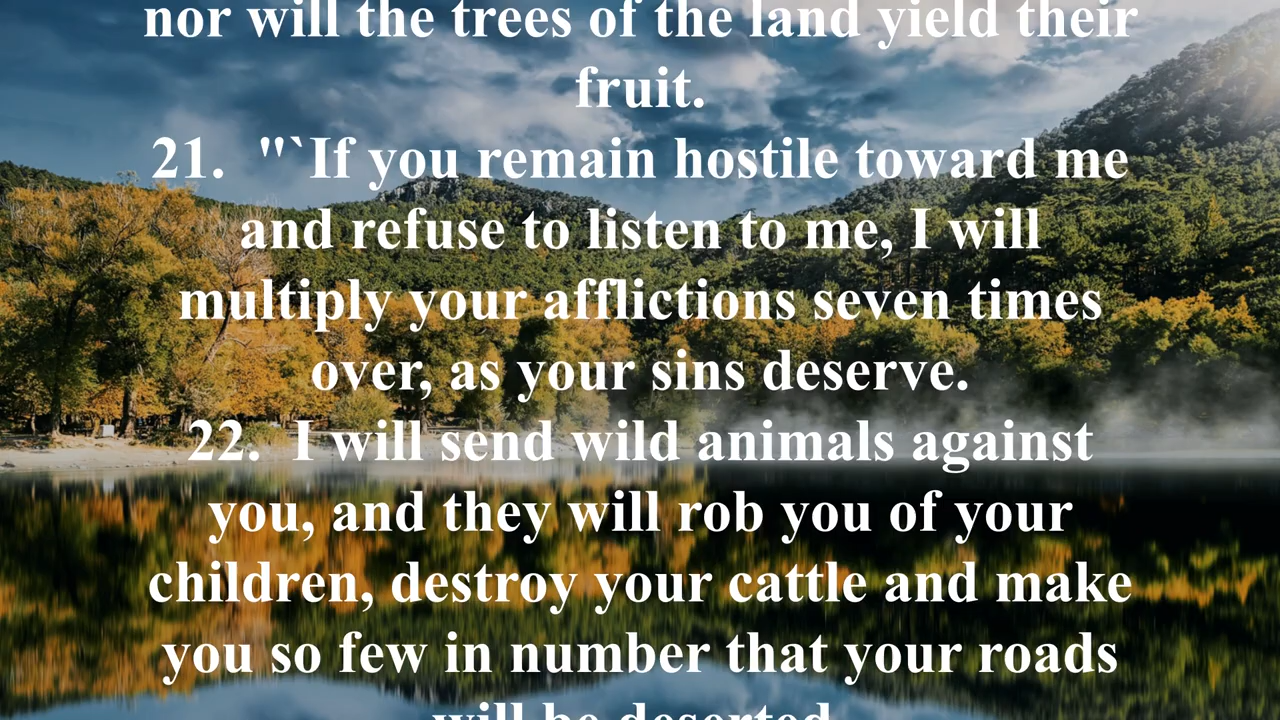 nor will the trees of the land yield their
fruit.
21.  "`If you remain hostile toward me
and refuse to listen to me, I will
multiply your afflictions seven times
over, as your sins deserve.
22.  I will send wild animals against
you, and they will rob you of your
children, destroy your cattle and make
you so few in number that your roads
will be deserted.